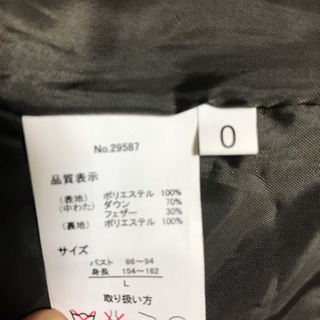 0
No.29587
品質表示
(表地) ポリエステル 100%
(中わた) ダウン 70%
フェザー 30%
(裏地) ポリエステル 100%
サイズ
バスト 86~94
身長 154~162
L
取り扱い方